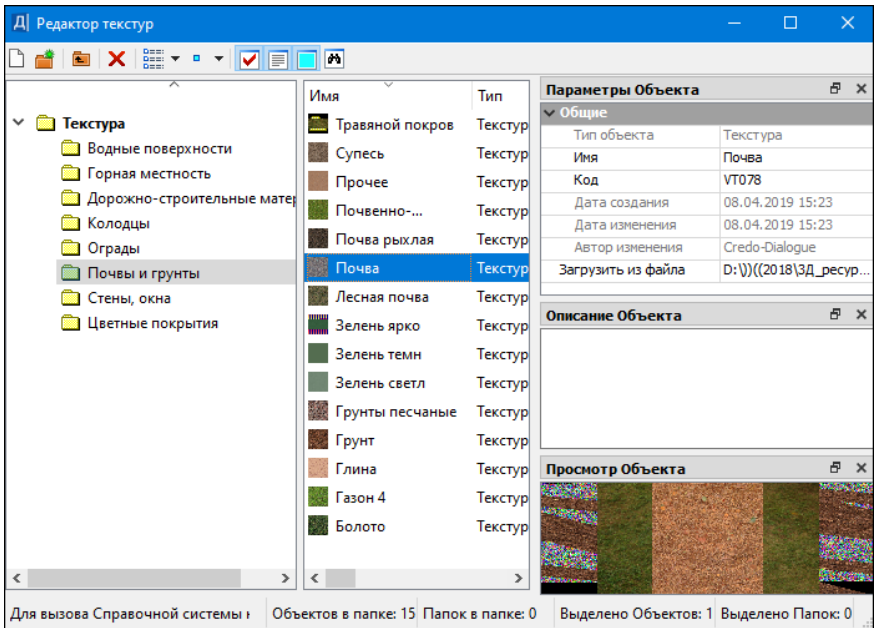 Д Редактор текстур
Текстура
Водные поверхности
Горная местность
Дорожно-строительные матер
Колодцы
Ограды
Почвы и грунты
Стены, окна
Цветные покрытия
Имя Тип
Травяной покров Текстур
Супесь Текстур
Прочее Текстур
Почвенно-... Текстур
Почва рыхлая Текстур
Почва Текстур
Лесная почва Текстур
Зелень ярко Текстур
Зелень темн Текстур
Зелень светл Текстур
Грунты песчаные Текстур
Грунт Текстур
Глина Текстур
Газон 4 Текстур
Болото Текстур
Параметры Объекта
Общие
Тип объекта Текстура
Имя Почва
Код VT078
Дата создания 08.04.2019 15:23
Дата изменения 08.04.2019 15:23
Автор изменения Credo-Dialogue
Загрузить из файла D:\))((2018\3Д_ресур...
Описание Объекта
Просмотр Объекта
Для вызова Справочной системы Объектов в папке: 15 Папок в папке: 0 Выделено Объектов: 1 Выделено Папок: 0